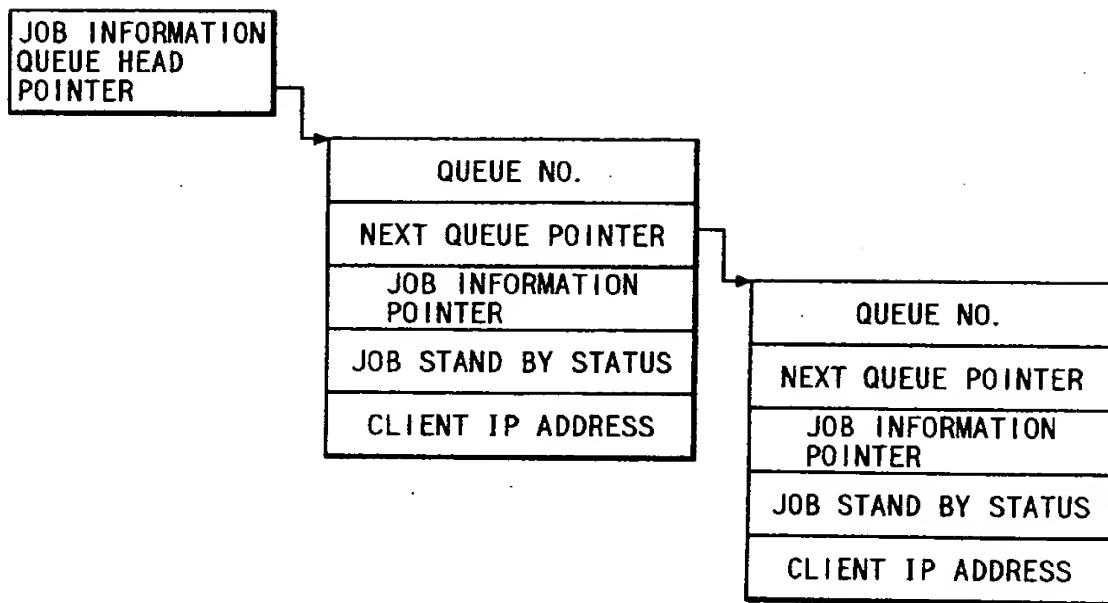 JOB INFORMATION
QUEUE HEAD
POINTER
QUEUE NO.
NEXT QUEUE POINTER
JOB INFORMATION
POINTER
JOB STAND BY STATUS
CLIENT IP ADDRESS
QUEUE NO.
NEXT QUEUE POINTER
JOB INFORMATION
POINTER
JOB STAND BY STATUS
CLIENT IP ADDRESS